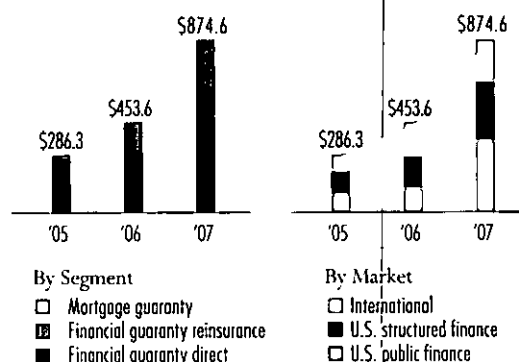 $874.6
$453.6
$286.3
'05 '06 '07
By Segment
Mortgage guaranty
Financial guaranty reinsurance
Financial guaranty direct
$874.6
$453.6
$286.3
'05 '06 '07
By Market
International
U.S. structured finance
U.S. public finance